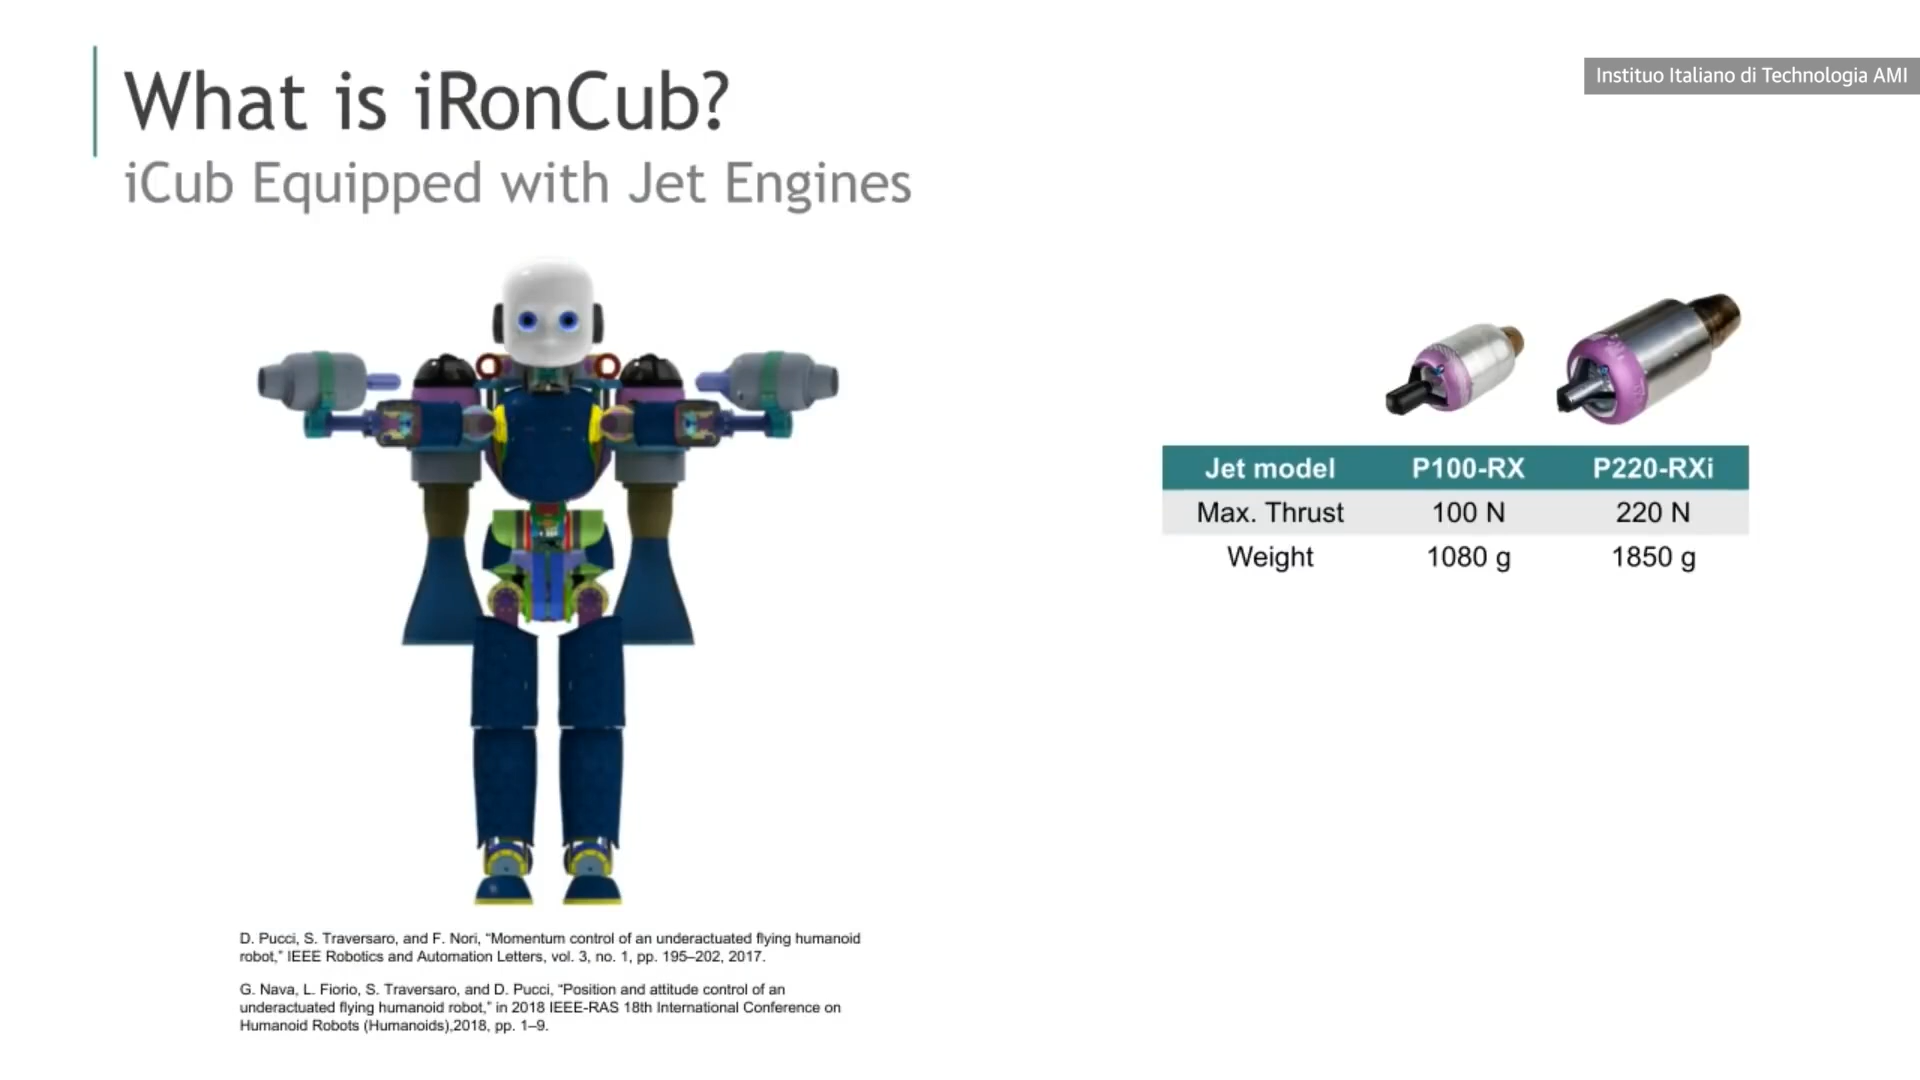 What is iRonCub?
Instituo Italiano di Technologia AMI
iCub Equipped with Jet Engines
Jet model P100-RX P220-RXi
Max. Thrust 100 N 220 N
Weight 1080 g 1850 g
D. Pucci, S. Traversaro, and F. Nori, “Momentum control of an underactuated flying humanoid
robot,” IEEE Robotics and Automation Letters, vol. 3, no. 1, pp. 195–202, 2017.
G. Nava, L. Fiorio, S. Traversaro, and D. Pucci, “Position and attitude control of an
underactuated flying humanoid robot,” in 2018 IEEE-RAS 18th International Conference on
Humanoid Robots (Humanoids),2018, pp. 1–9.